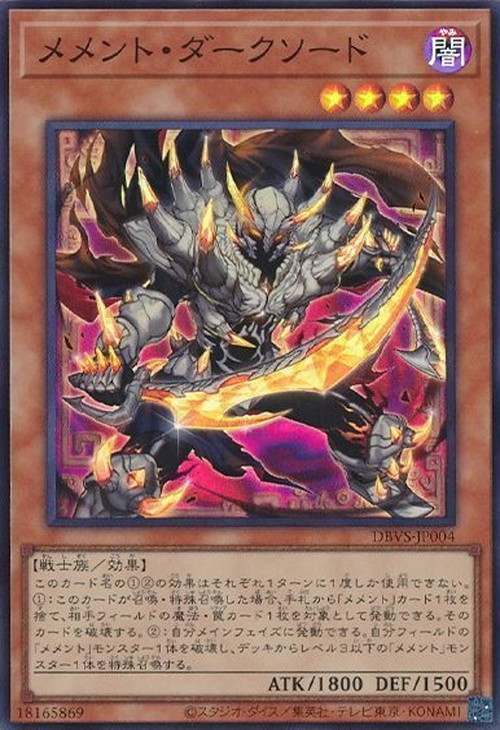 メメント・ダークソード
やみ
闇
DBVS-JP004
【戦士族／効果】
このカード名の①②の効果はそれぞれ1ターンに1度しか使用できない。
①：このカードが召喚・特殊召喚した場合、手札から「メメント」カード1枚を
捨て、相手フィールドの魔法・罠カード1枚を対象として発動できる。その
カードを破壊する。②：自分メインフェイズに発動できる。自分フィールドの
「メメント」モンスター1体を破壊し、デッキからレベル3以下の「メメント」モン
スター1体を特殊召喚する。
ATK/1800 DEF/1500
18165869 ©スタジオ・ダイス／集英社・テレビ東京・KONAMI